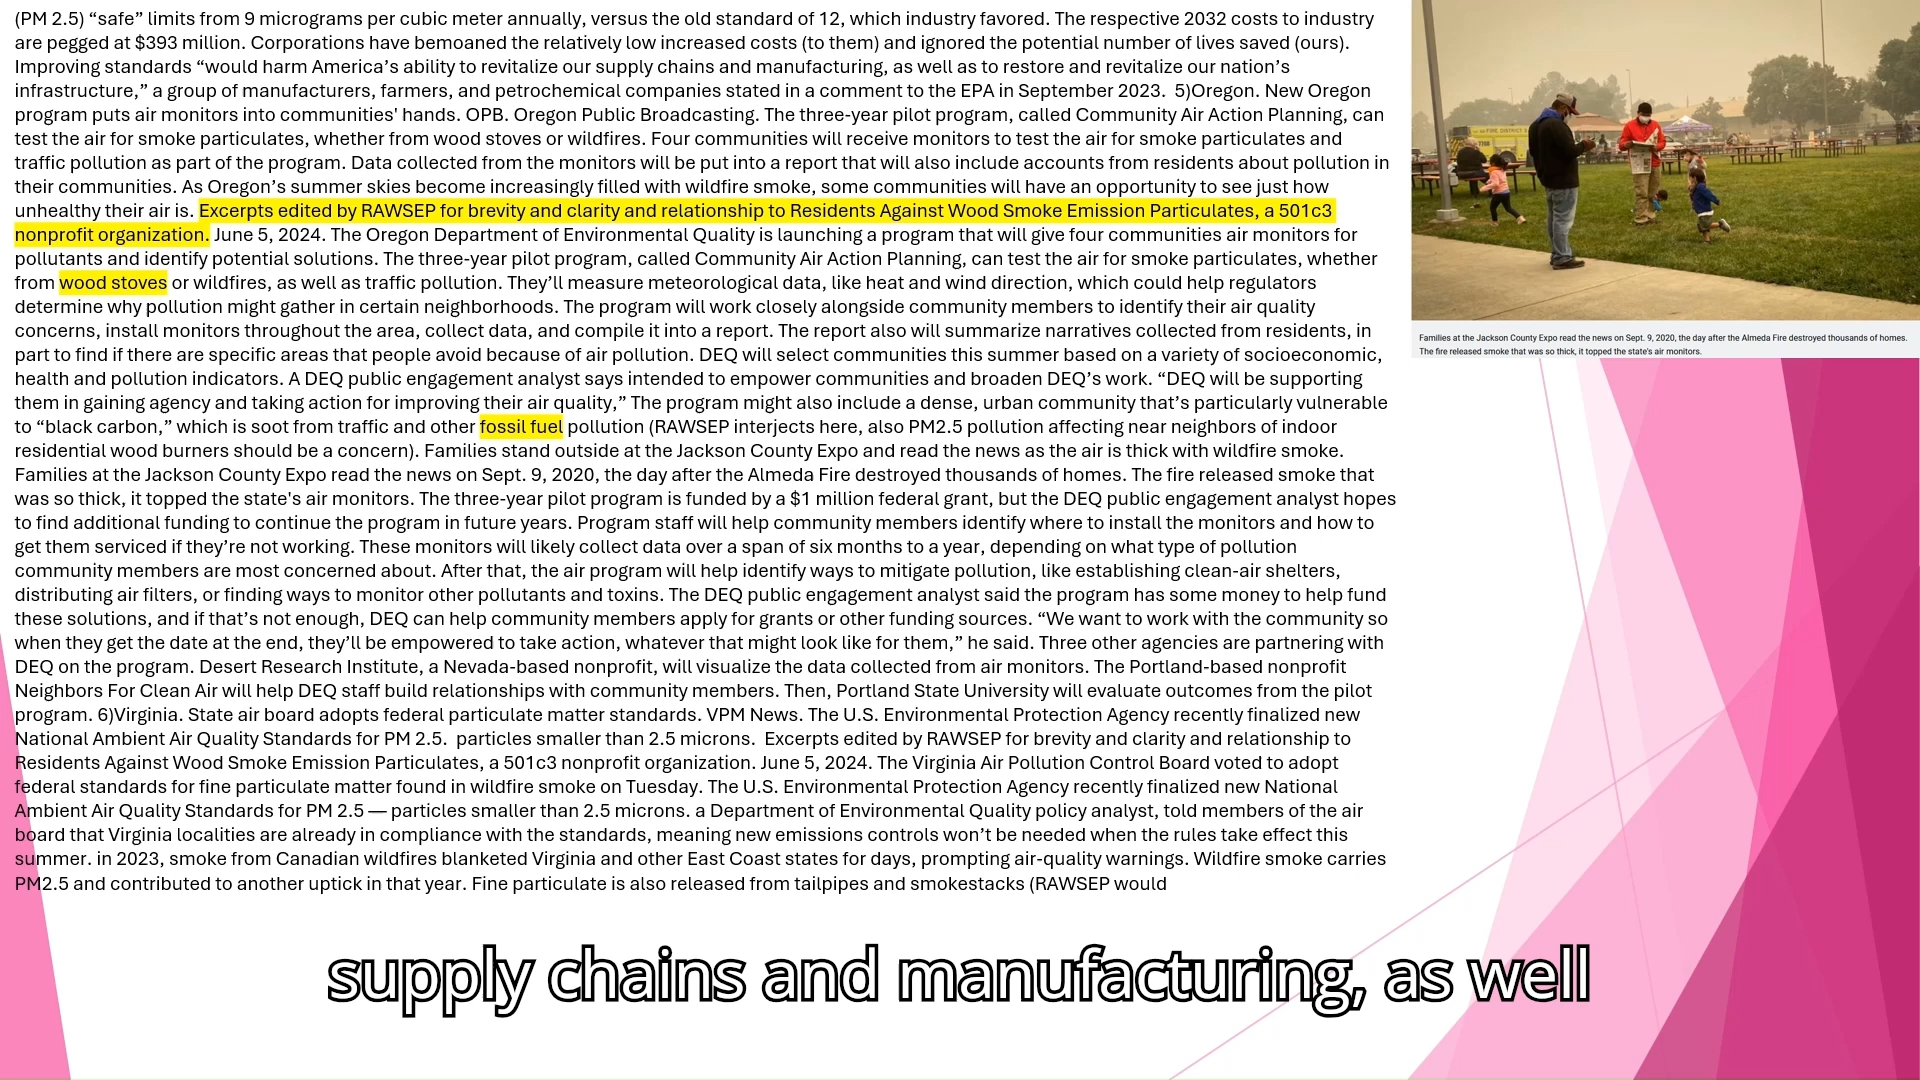 (PM 2.5) “safe” limits from 9 micrograms per cubic meter annually, versus the old standard of 12, which industry favored. The respective 2032 costs to industry
are pegged at $393 million. Corporations have bemoaned the relatively low increased costs (to them) and ignored the potential number of lives saved (ours).
Improving standards “would harm America’s ability to revitalize our supply chains and manufacturing, as well as to restore and revitalize our nation’s
infrastructure,” a group of manufacturers, farmers, and petrochemical companies stated in a comment to the EPA in September 2023.  5)Oregon. New Oregon
program puts air monitors into communities' hands. OPB. Oregon Public Broadcasting. The three-year pilot program, called Community Air Action Planning, can
test the air for smoke particulates, whether from wood stoves or wildfires. Four communities will receive monitors to test the air for smoke particulates and
traffic pollution as part of the program. Data collected from the monitors will be put into a report that will also include accounts from residents about pollution in
their communities. As Oregon’s summer skies become increasingly filled with wildfire smoke, some communities will have an opportunity to see just how
unhealthy their air is. Excerpts edited by RAWSEP for brevity and clarity and relationship to Residents Against Wood Smoke Emission Particulates, a 501c3
nonprofit organization. June 5, 2024. The Oregon Department of Environmental Quality is launching a program that will give four communities air monitors for
pollutants and identify potential solutions. The three-year pilot program, called Community Air Action Planning, can test the air for smoke particulates, whether
from wood stoves or wildfires, as well as traffic pollution. They’ll measure meteorological data, like heat and wind direction, which could help regulators
determine why pollution might gather in certain neighborhoods. The program will work closely alongside community members to identify their air quality
concerns, install monitors throughout the area, collect data, and compile it into a report. The report also will summarize narratives collected from residents, in
part to find if there are specific areas that people avoid because of air pollution. DEQ will select communities this summer based on a variety of socioeconomic,
health and pollution indicators. A DEQ public engagement analyst says intended to empower communities and broaden DEQ’s work. “DEQ will be supporting
them in gaining agency and taking action for improving their air quality,” The program might also include a dense, urban community that’s particularly vulnerable
to “black carbon,” which is soot from traffic and other fossil fuel pollution (RAWSEP interjects here, also PM2.5 pollution affecting near neighbors of indoor
residential wood burners should be a concern). Families stand outside at the Jackson County Expo and read the news as the air is thick with wildfire smoke.
Families at the Jackson County Expo read the news on Sept. 9, 2020, the day after the Almeda Fire destroyed thousands of homes. The fire released smoke that
was so thick, it topped the state's air monitors. The three-year pilot program is funded by a $1 million federal grant, but the DEQ public engagement analyst hopes
to find additional funding to continue the program in future years. Program staff will help community members identify where to install the monitors and how to
get them serviced if they’re not working. These monitors will likely collect data over a span of six months to a year, depending on what type of pollution
community members are most concerned about. After that, the air program will help identify ways to mitigate pollution, like establishing clean-air shelters,
distributing air filters, or finding ways to monitor other pollutants and toxins. The DEQ public engagement analyst said the program has some money to help fund
these solutions, and if that’s not enough, DEQ can help community members apply for grants or other funding sources. “We want to work with the community so
when they get the date at the end, they’ll be empowered to take action, whatever that might look like for them,” he said. Three other agencies are partnering with
DEQ on the program. Desert Research Institute, a Nevada-based nonprofit, will visualize the data collected from air monitors. The Portland-based nonprofit
Neighbors For Clean Air will help DEQ staff build relationships with community members. Then, Portland State University will evaluate outcomes from the pilot
program. 6)Virginia. State air board adopts federal particulate matter standards. VPM News. The U.S. Environmental Protection Agency recently finalized new
National Ambient Air Quality Standards for PM 2.5.  particles smaller than 2.5 microns.  Excerpts edited by RAWSEP for brevity and clarity and relationship to
Residents Against Wood Smoke Emission Particulates, a 501c3 nonprofit organization. June 5, 2024. The Virginia Air Pollution Control Board voted to adopt
federal standards for fine particulate matter found in wildfire smoke on Tuesday. The U.S. Environmental Protection Agency recently finalized new National
Ambient Air Quality Standards for PM 2.5 — particles smaller than 2.5 microns. a Department of Environmental Quality policy analyst, told members of the air
board that Virginia localities are already in compliance with the standards, meaning new emissions controls won’t be needed when the rules take effect this
summer. in 2023, smoke from Canadian wildfires blanketed Virginia and other East Coast states for days, prompting air-quality warnings. Wildfire smoke carries
PM2.5 and contributed to another uptick in that year. Fine particulate is also released from tailpipes and smokestacks (RAWSEP would
Families at the Jackson County Expo read the news on Sept. 9, 2020, the day after the Almeda Fire destroyed thousands of homes.
The fire released smoke that was so thick, it topped the state's air monitors.
supply chains and manufacturing, as well